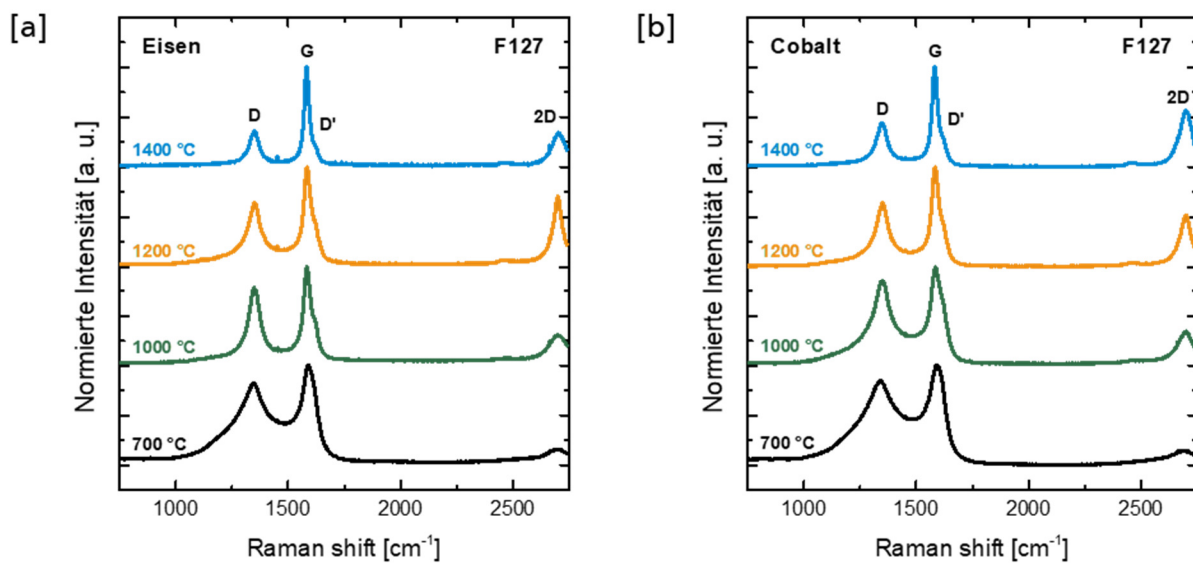 [a]
Eisen
F127
G
D
D'
2D
1400 °C
1200 °C
1000 °C
700 °C
Normierte Intensität [a. u.]
1000
1500
2000
2500
Raman shift [cm⁻¹]
[b]
Cobalt
F127
G
D
D'
2D
1400 °C
1200 °C
1000 °C
700 °C
Normierte Intensität [a. u.]
1000
1500
2000
2500
Raman shift [cm⁻¹]